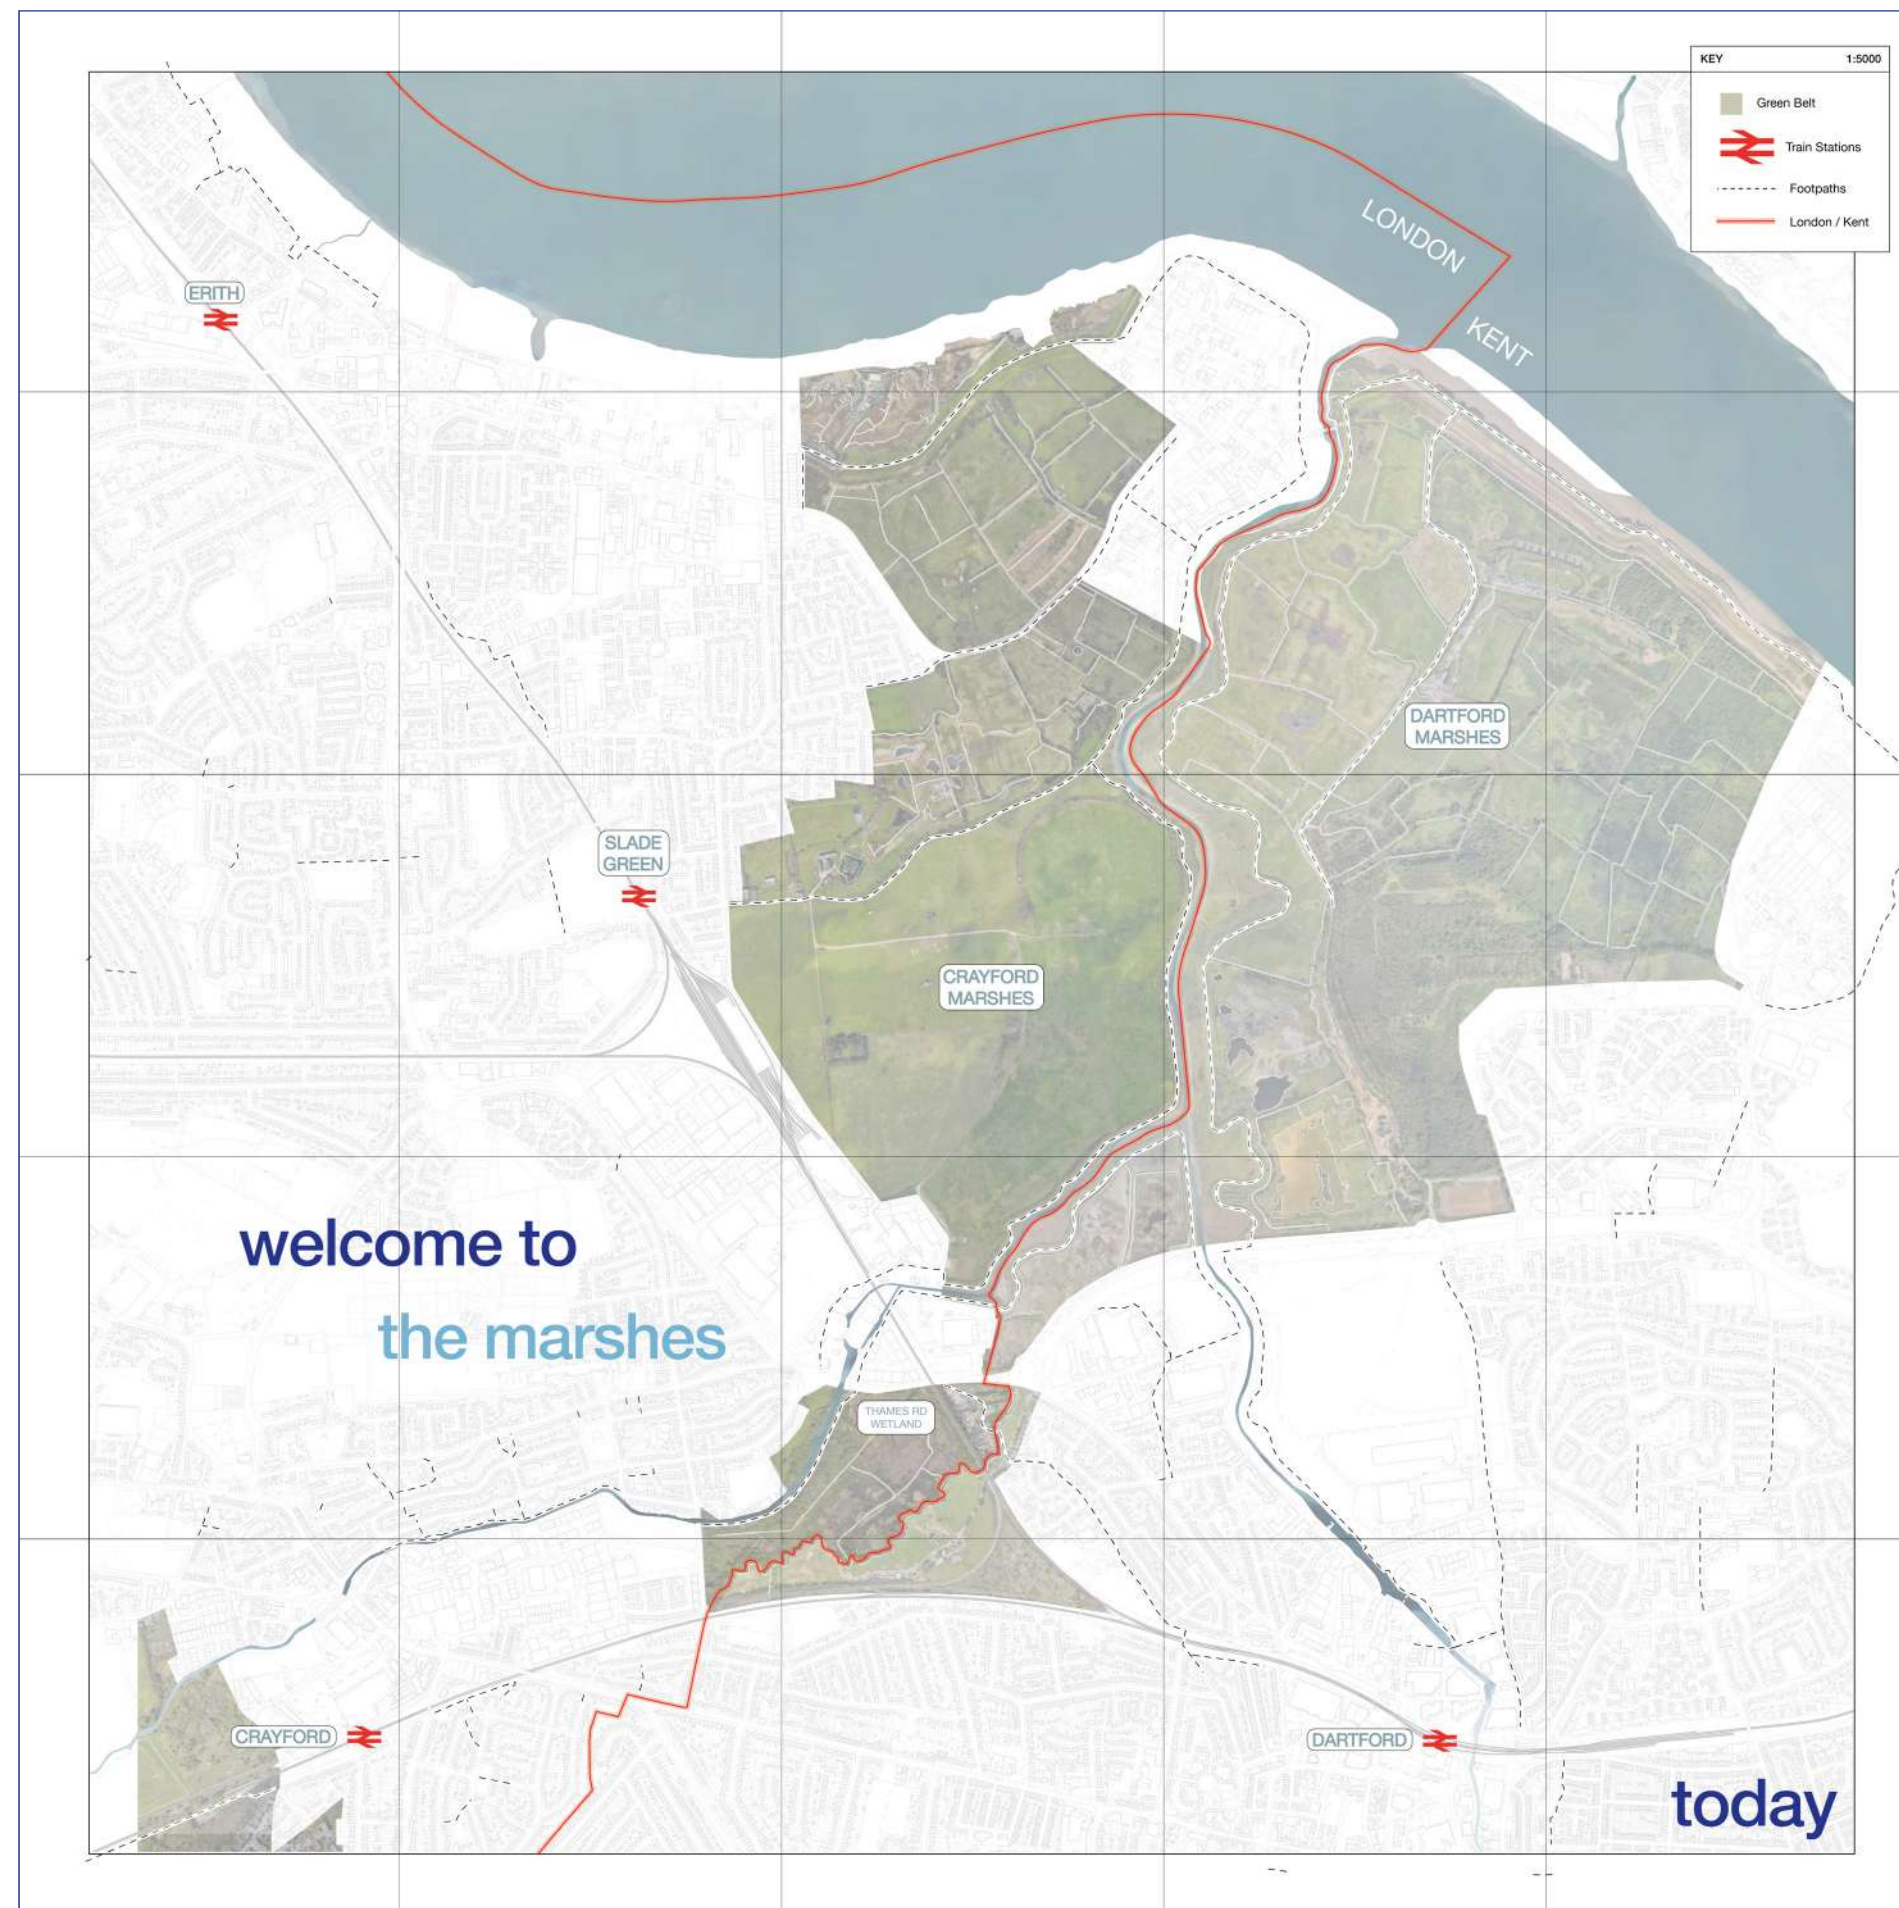 KEY 1:5000
Green Belt
Train Stations
Footpaths
London / Kent
LONDON
KENT
ERITH
DARTFORD
MARSHES
SLADE
GREEN
CRAYFORD
MARSHES
welcome to
the marshes
THAMES RD
WETLAND
CRAYFORD
DARTFORD
today